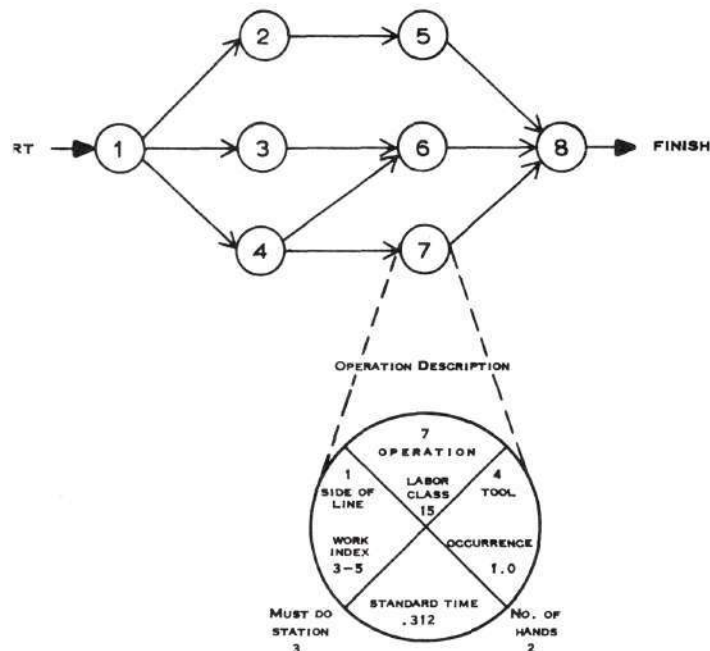 2
5
RT
1
3
6
8
FINISH
4
7
OPERATION DESCRIPTION
7
OPERATION
1
SIDE OF
LINE
LABOR
CLASS
15
4
TOOL
WORK
INDEX
3-5
OCCURRENCE
1.0
STANDARD TIME
.312
MUST DO
STATION
3
NO. OF
HANDS
2